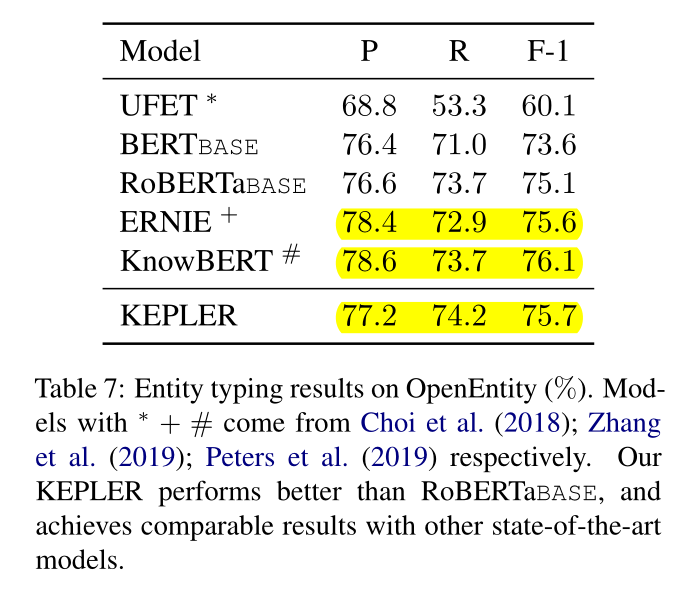 Model P R F-1
UFET * 68.8 53.3 60.1
BERTBASE 76.4 71.0 73.6
RoBERTaBASE 76.6 73.7 75.1
ERNIE + 78.4 72.9 75.6
KnowBERT # 78.6 73.7 76.1
KEPLER 77.2 74.2 75.7
Table 7: Entity typing results on OpenEntity (%). Mod-
els with * + # come from Choi et al. (2018); Zhang
et al. (2019); Peters et al. (2019) respectively. Our
KEPLER performs better than RoBERTaBASE, and
achieves comparable results with other state-of-the-art
models.